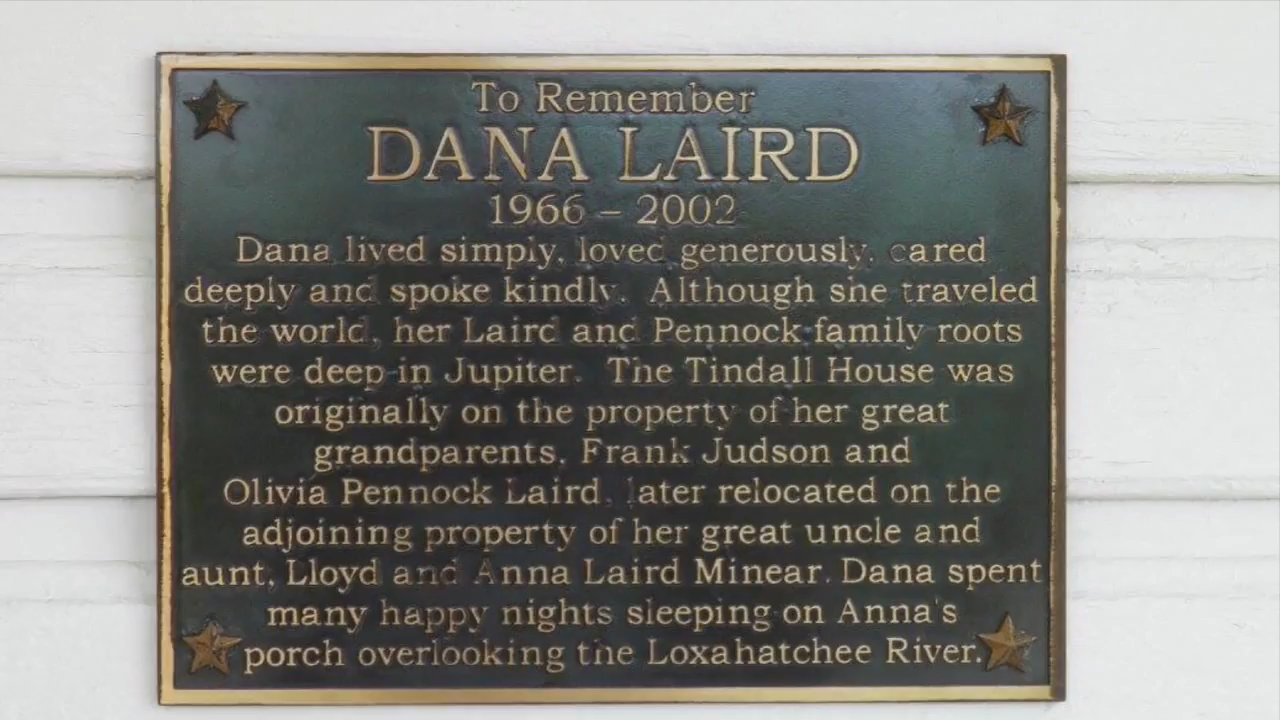 To Remember
DANA LAIRD
1966 – 2002
Dana lived simply, loved generously, cared
deeply and spoke kindly. Although she traveled
the world, her Laird and Pennock family roots
were deep in Jupiter. The Tindall House was
originally on the property of her great
grandparents, Frank Judson and
Olivia Pennock Laird, later relocated on the
adjoining property of her great uncle and
aunt, Lloyd and Anna Laird Minear. Dana spent
many happy nights sleeping on Anna's
porch overlooking the Loxahatchee River.